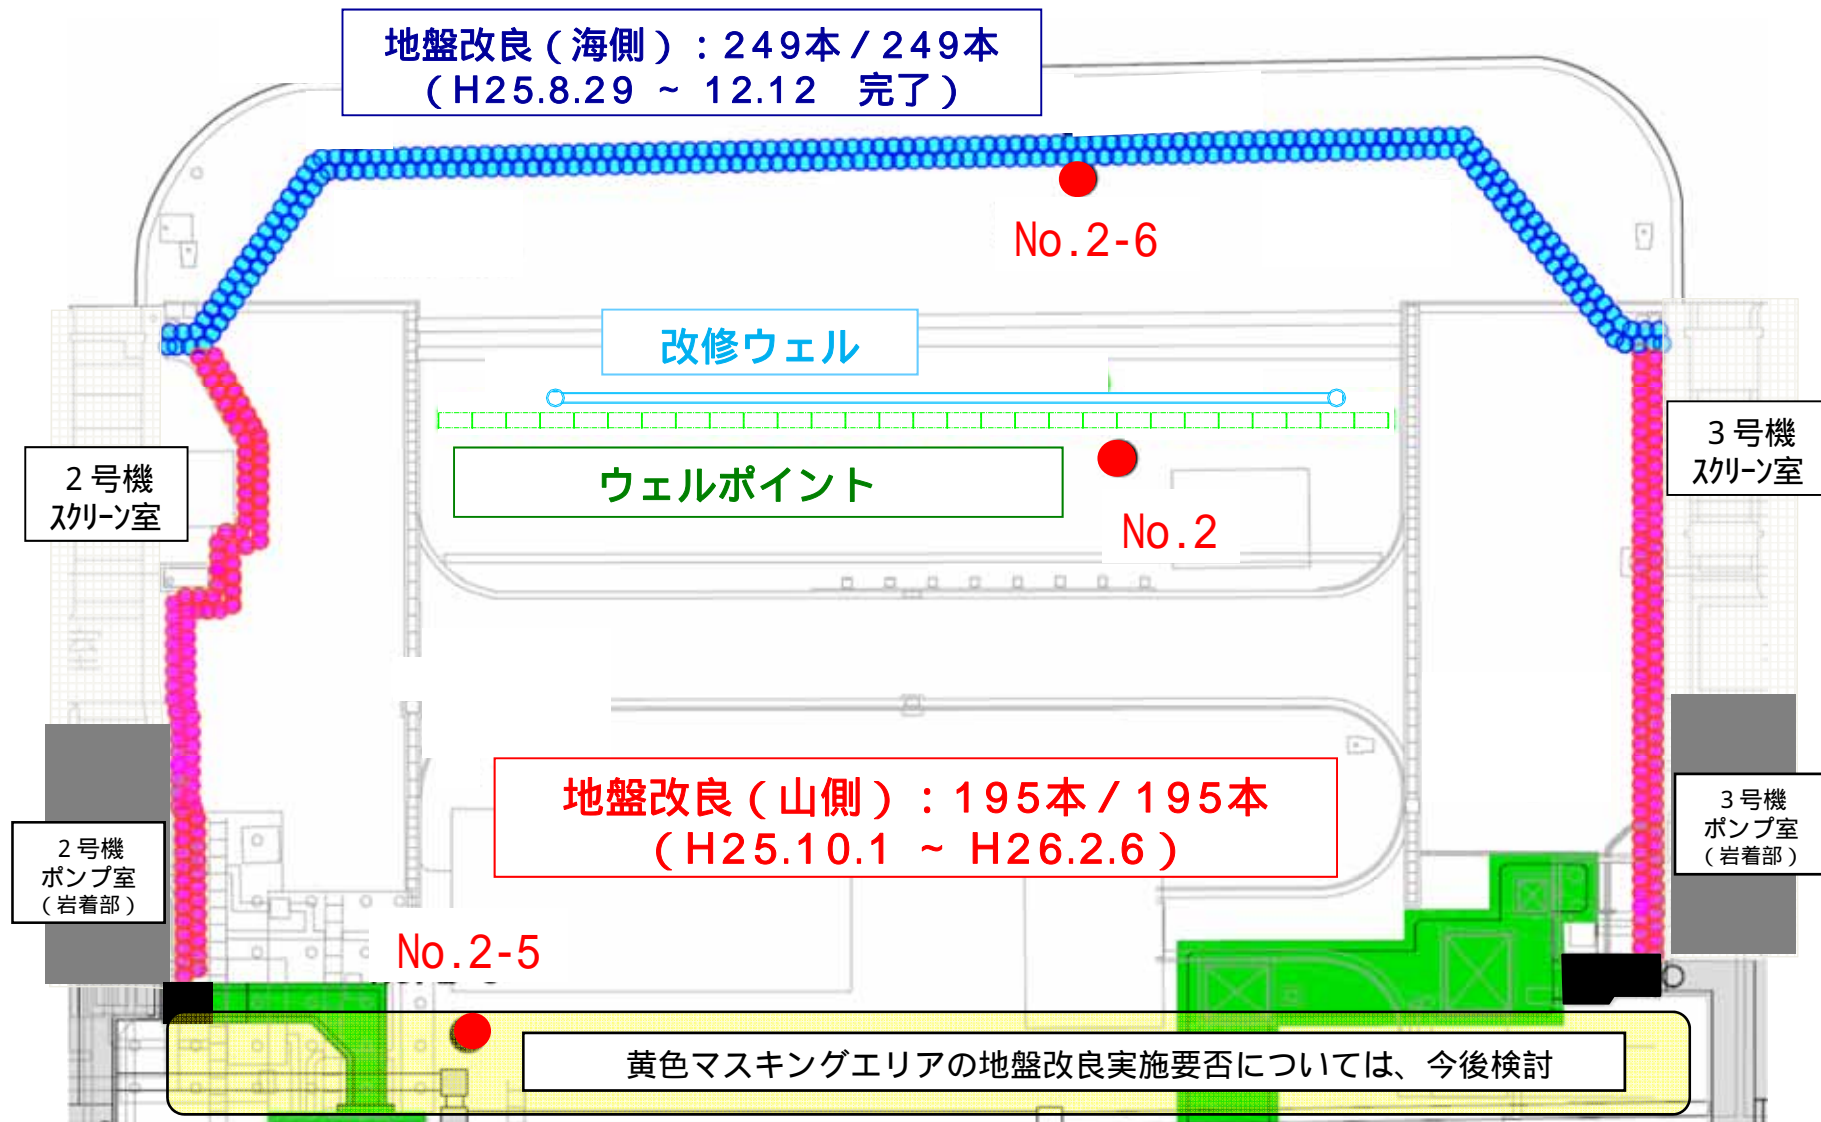 地盤改良(海側):249本/249本
(H25.8.29 ~ 12.12 完了)
No.2-6
改修ウェル
ウェルポイント
No.2
2号機
スクリーン室
3号機
スクリーン室
地盤改良(山側):195本/195本
(H25.10.1 ~ H26.2.6)
2号機
ポンプ室
(岩着部)
3号機
ポンプ室
(岩着部)
No.2-5
黄色マスキングエリアの地盤改良実施要否については、今後検討